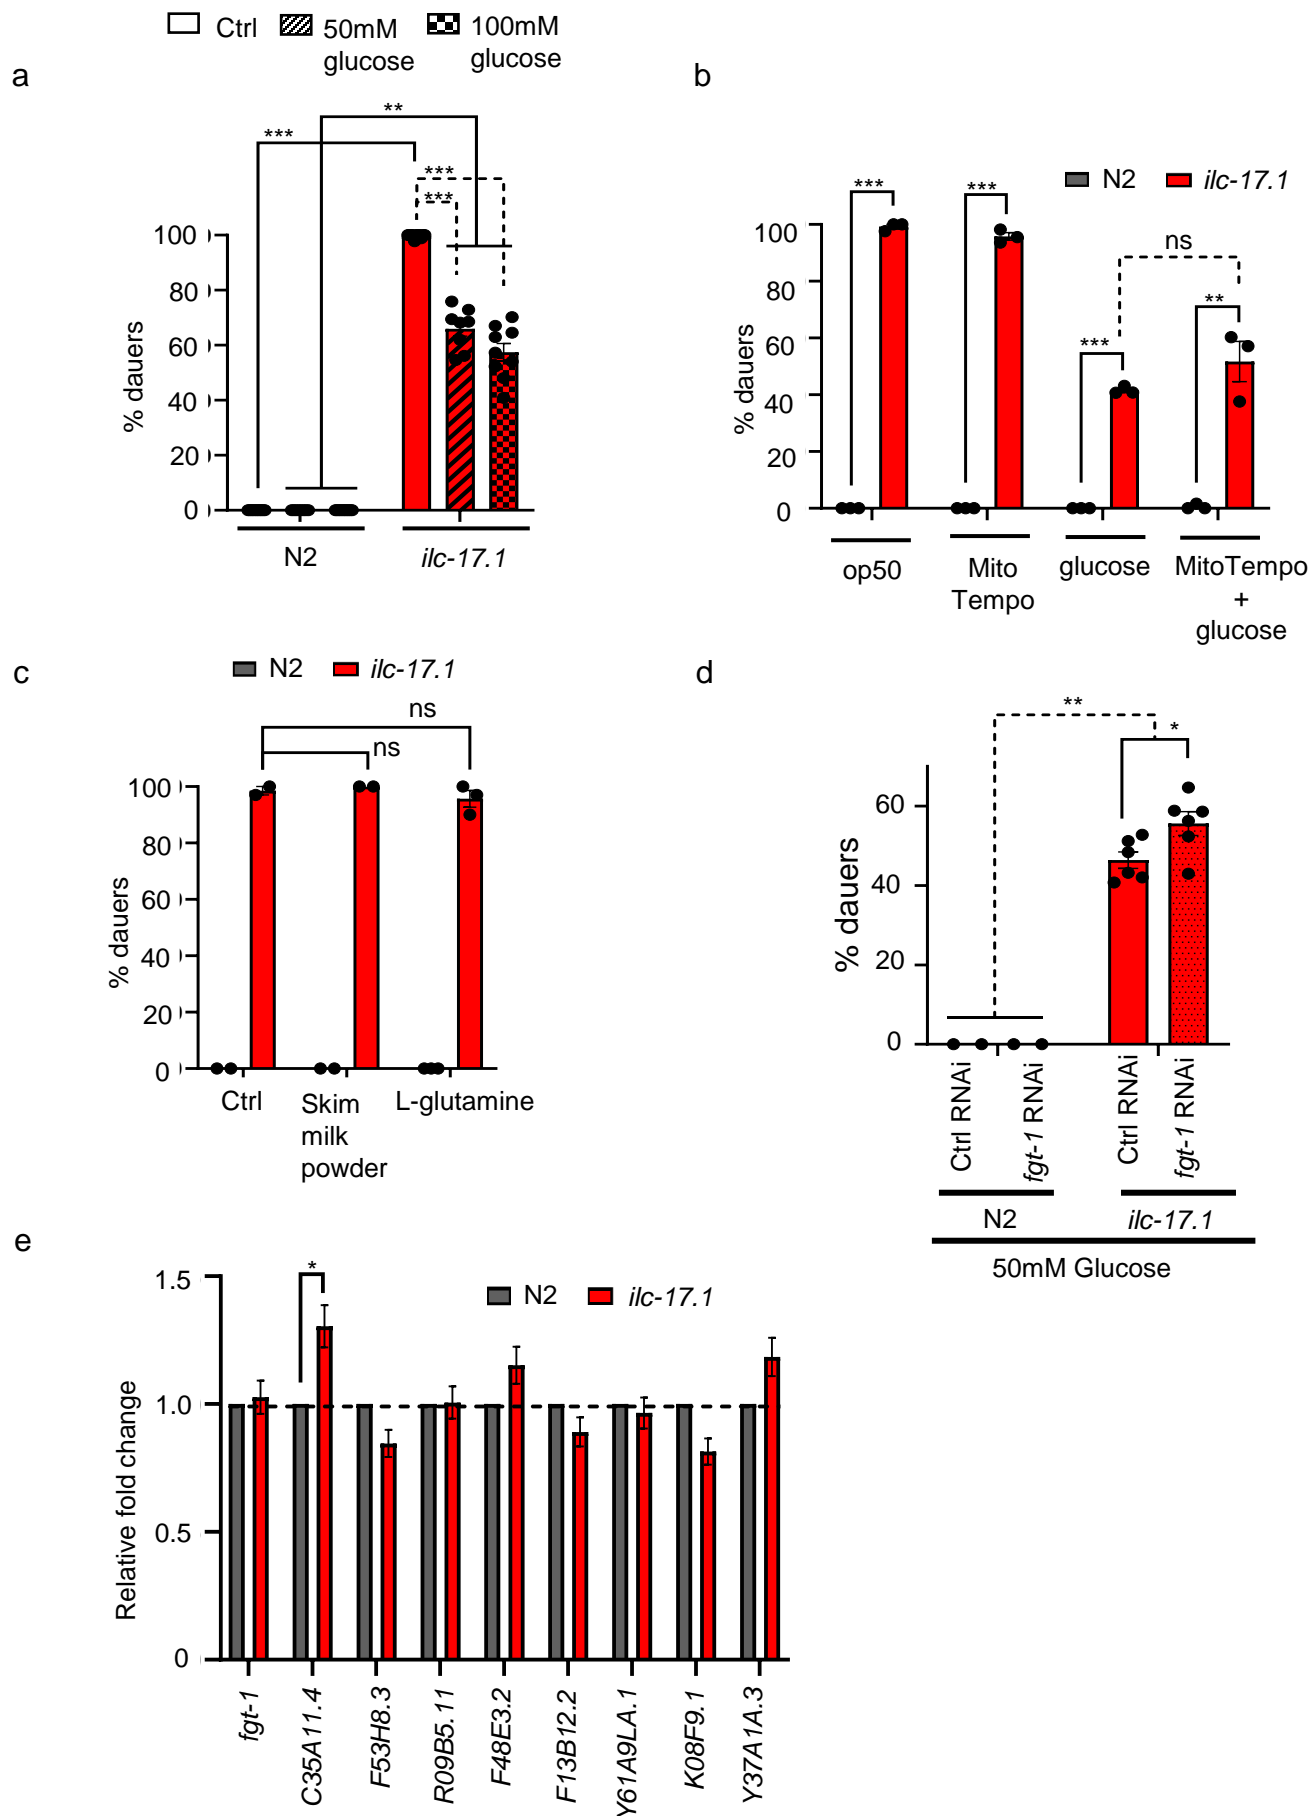 Ctrl
50mM
glucose
100mM
glucose
a
**
***
***
***
% dauers
100
80
60
40
20
0
N2
ilc-17.1
b
N2
ilc-17.1
***
***
ns
***
**
% dauers
100
80
60
40
20
0
op50
Mito
Tempo
glucose
MitoTempo
+
glucose
c
N2
ilc-17.1
ns
ns
% dauers
100
80
60
40
20
0
Ctrl
Skim
milk
powder
L-glutamine
d
**
*
% dauers
60
40
20
0
Ctrl RNAi
fgt-1 RNAi
Ctrl RNAi
fgt-1 RNAi
N2
ilc-17.1
50mM Glucose
e
*
N2
ilc-17.1
Relative fold change
1.5
1.0
0.5
0
fgt-1
C35A11.4
F53H8.3
R09B5.11
F48E3.2
F13B12.2
Y61A9LA.1
K08F9.1
Y37A1A.3